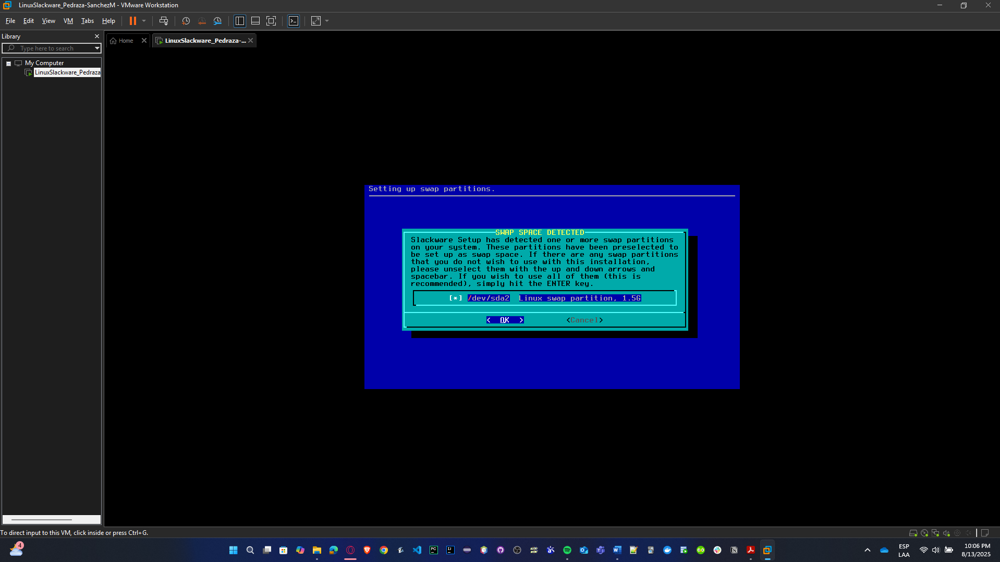 LinuxSlackware_Pedraza-SanchezM - VMware Workstation
File Edit View VM Tabs Help
Library
Type here to search
My Computer
LinuxSlackware_Pedraza
Home
LinuxSlackware_Pedraza-...
Setting up swap partitions.
SWAP SPACE DETECTED
Slackware Setup has detected one or more swap partitions
on your system. These partitions have been preselected to
be set up as swap space. If there are any swap partitions
that you do not wish to use with this installation,
please unselect them with the up and down arrows and
spacebar. If you wish to use all of them (this is
recommended), simply hit the ENTER key.
[*] /dev/sda2 Linux swap partition, 1.5G
< OK > <Cancel>
To direct input to this VM, click inside or press Ctrl+G.
4
ESP
LAA
10:06 PM
8/13/2025